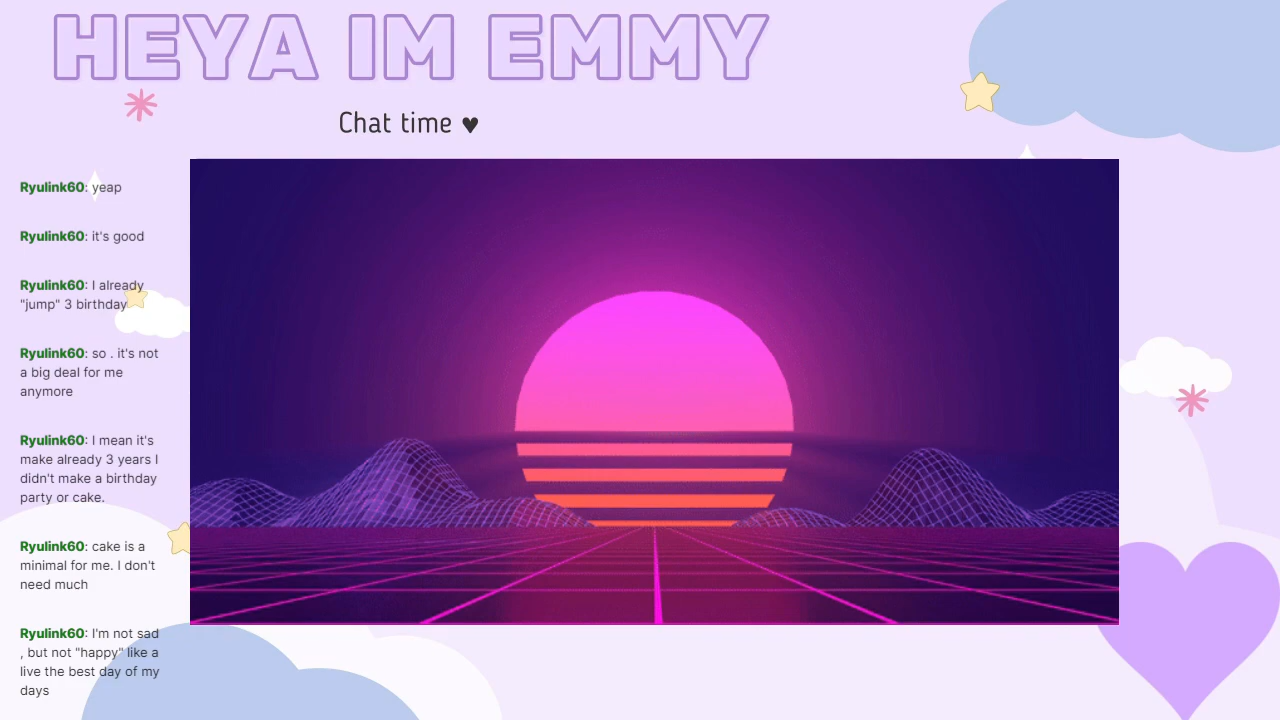 HEYA IM EMMY
Chat time ♥
Ryulink60: yeap
Ryulink60: it's good
Ryulink60: I already
"jump" 3 birthday
Ryulink60: so . it's not
a big deal for me
anymore
Ryulink60: I mean it's
make already 3 years I
didn't make a birthday
party or cake.
Ryulink60: cake is a
minimal for me. I don't
need much
Ryulink60: I'm not sad
, but not "happy" like a
live the best day of my
days